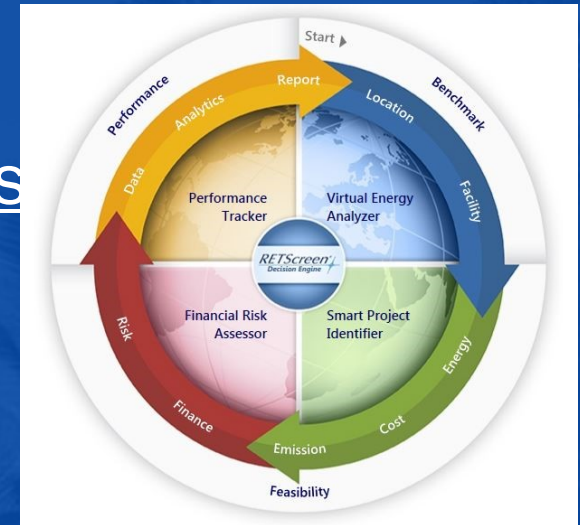 Start
Performance
Benchmark
Data
Analytics
Report
Location
Facility
S
Performance
Tracker
Virtual Energy
Analyzer
RETScreen
Decision Engine
Financial Risk
Assessor
Smart Project
Identifier
Risk
Finance
Emission
Cost
Energy
Feasibility